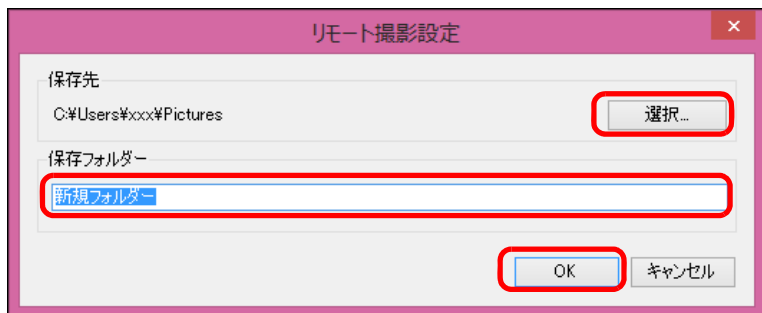 リモート撮影設定
保存先
C:¥Users¥xxx¥Pictures
選択...
保存フォルダー
新規フォルダー
OK
キャンセル